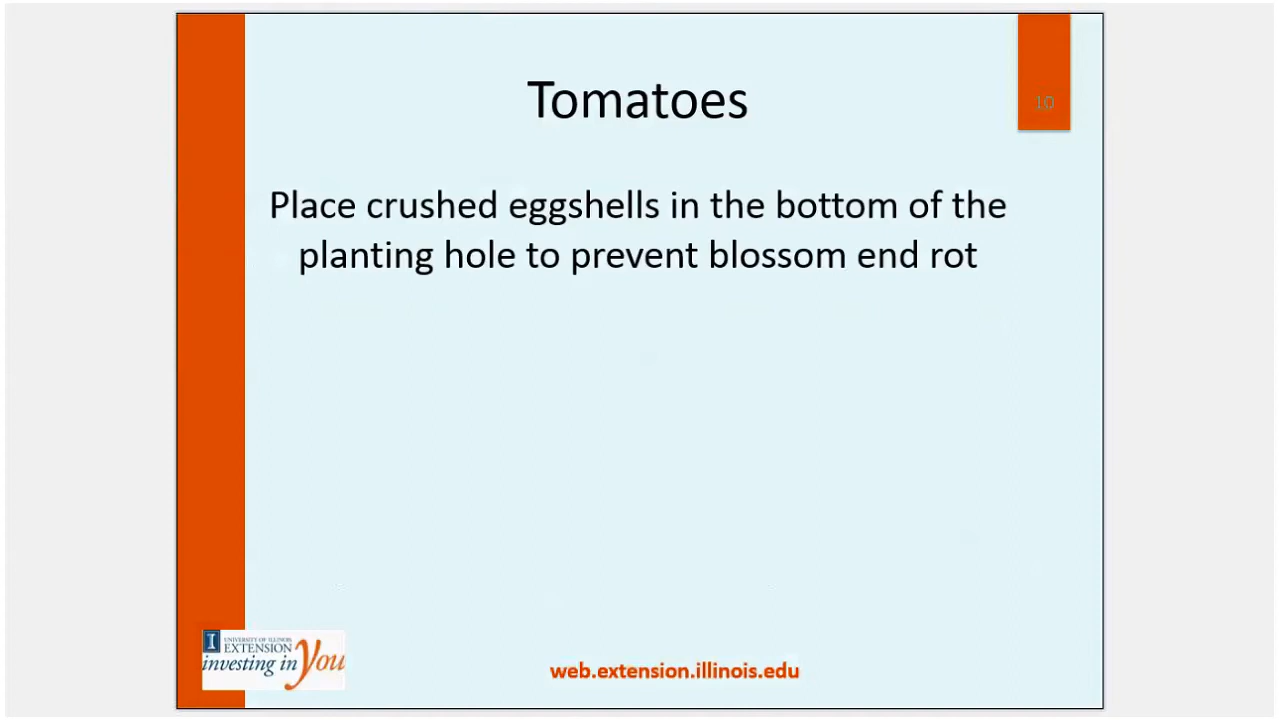 Tomatoes
10
Place crushed eggshells in the bottom of the
planting hole to prevent blossom end rot
I
UNIVERSITY OF ILLINOIS
EXTENSION
investing in you
web.extension.illinois.edu